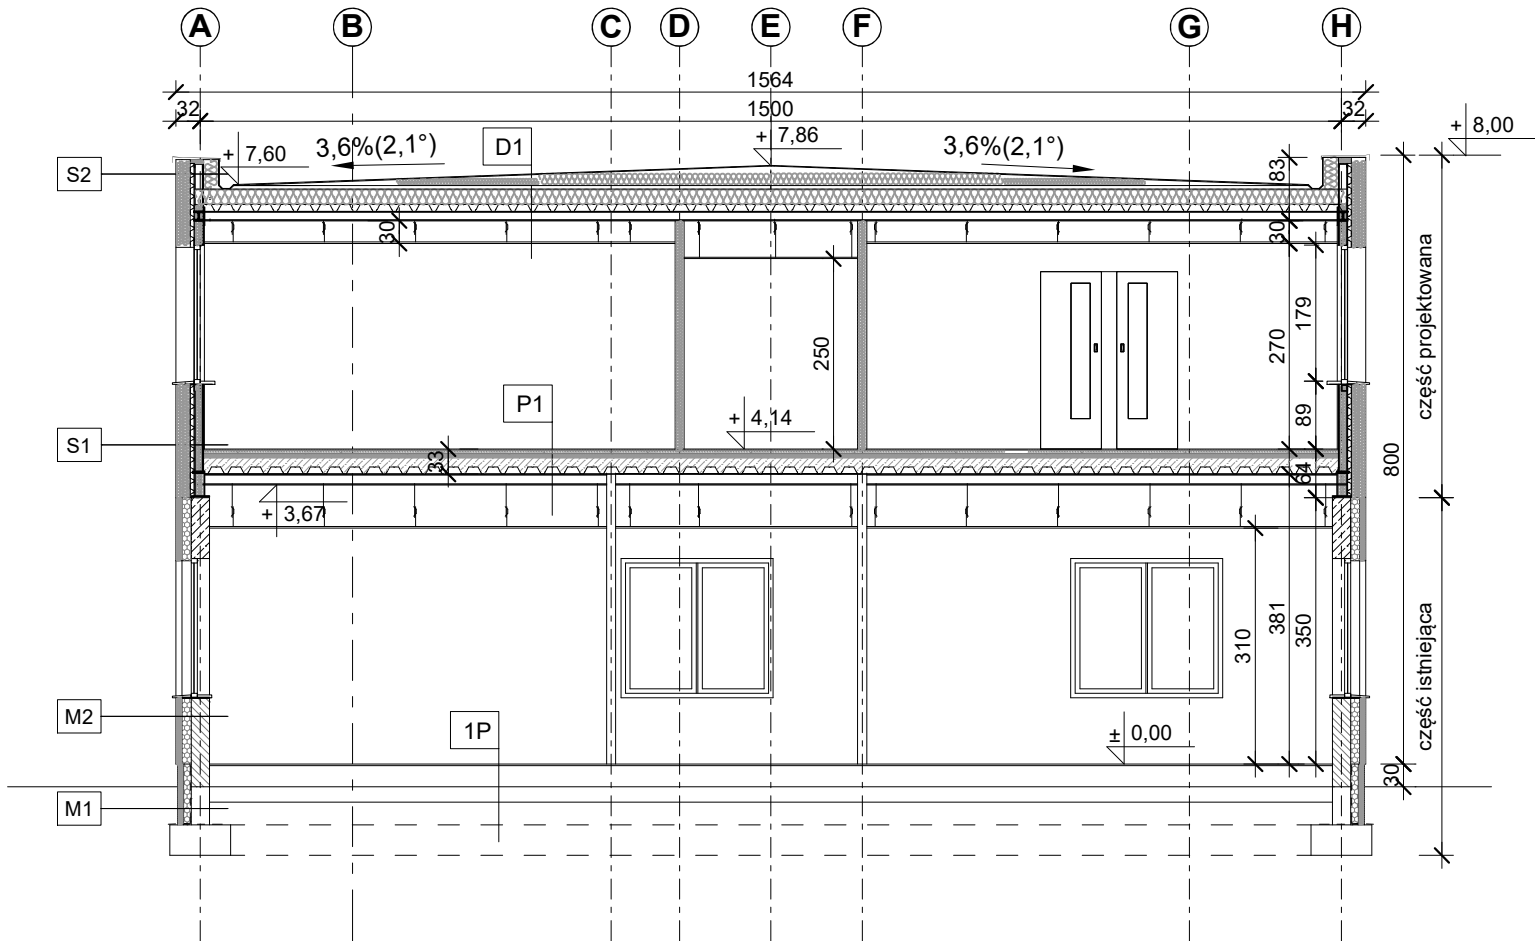 A B C D E F G H
1564
32 1500 32
+ 8,00
+ 7,86
3,6%(2,1°) 3,6%(2,1°)
D1
+ 7,60
S2
83
30 30
część projektowana
179
270
250
P1
89
+ 4,14
S1
33
64
800
+ 3,67
381
350
310
część istniejąca
M2
1P
± 0,00
30
M1